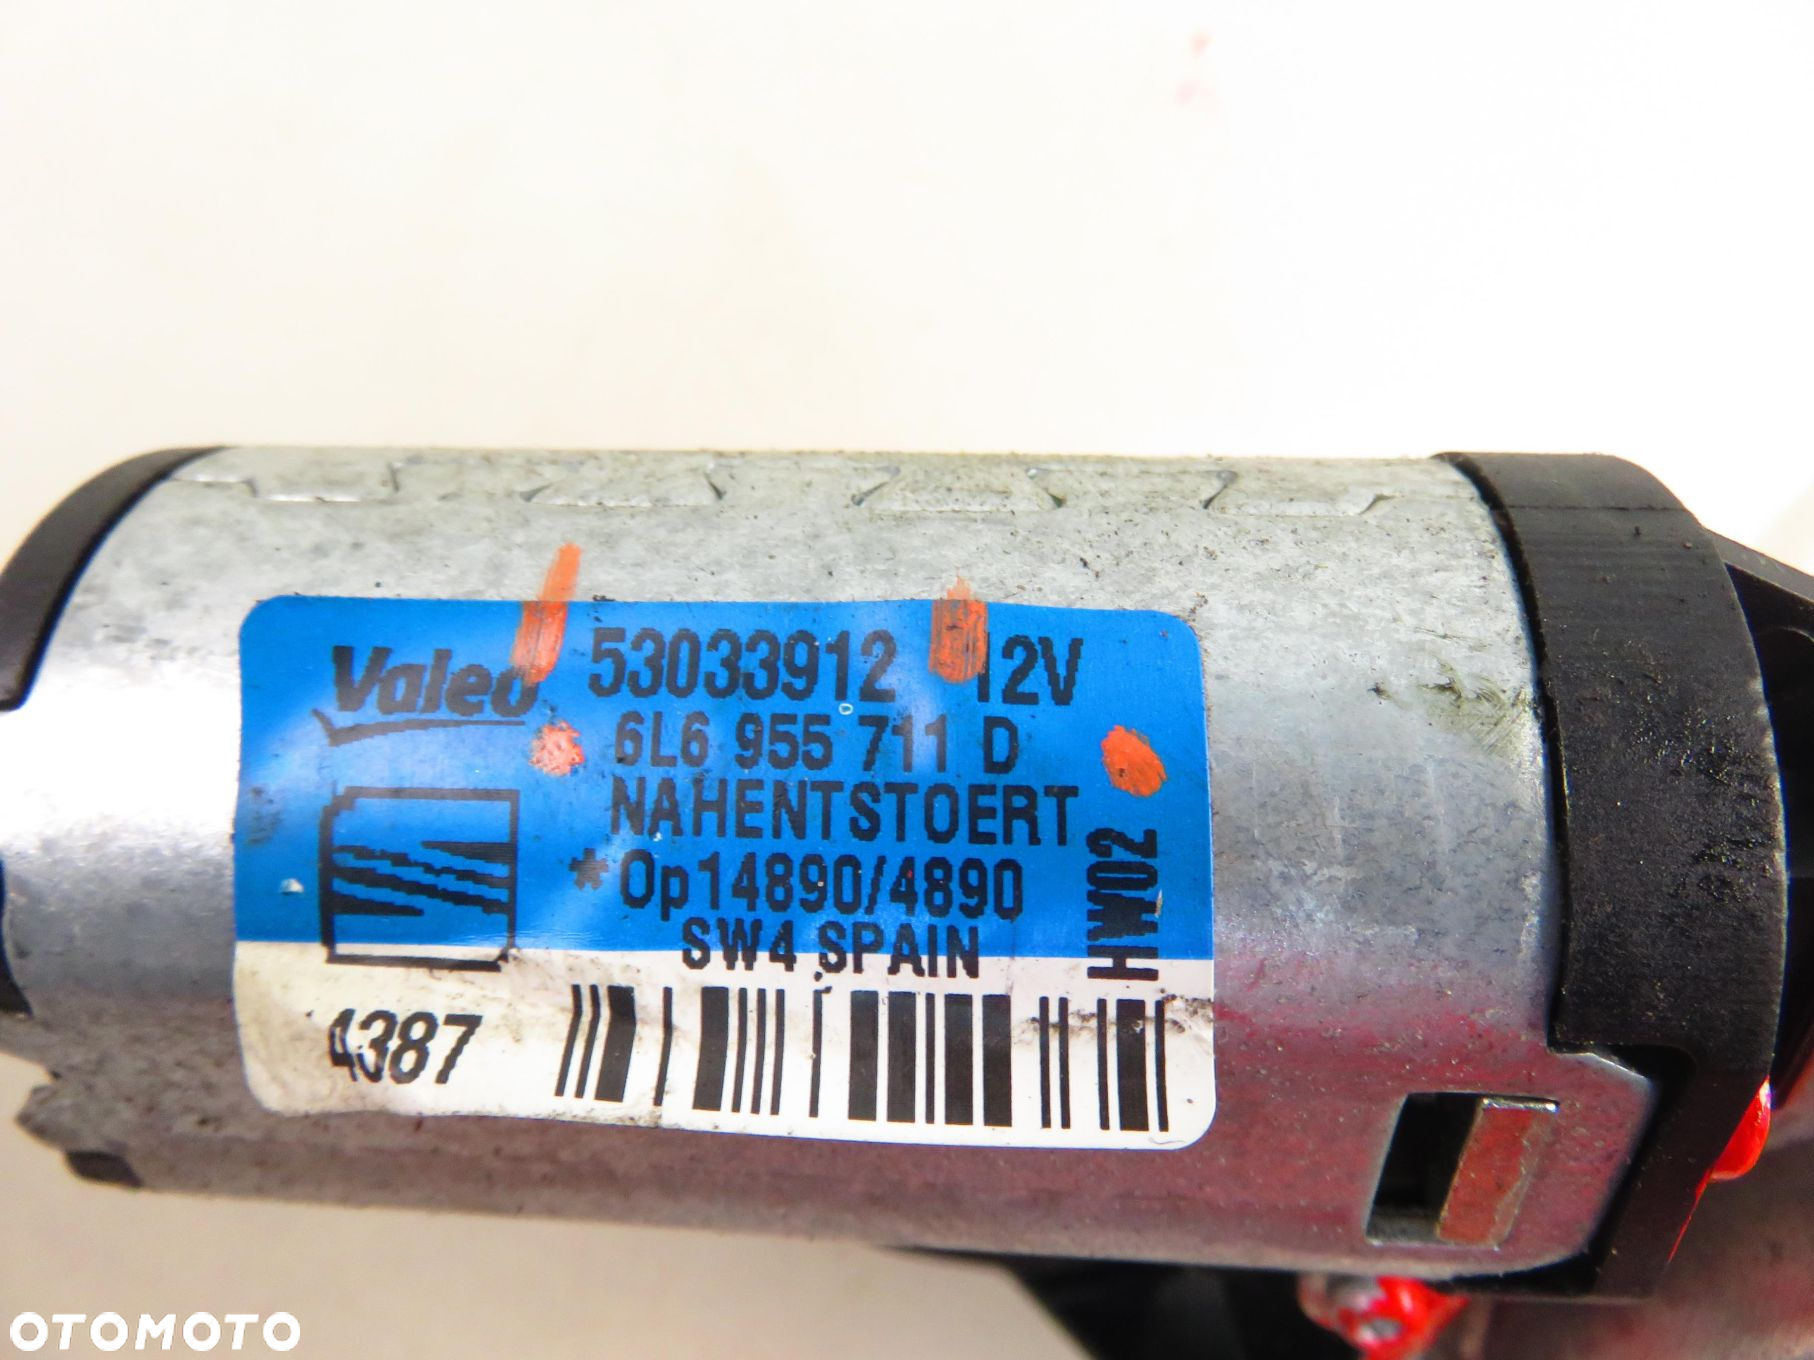 Valeo 53033912 12V
6L6 955 711 D
NAHENTSTOERT
*Op14890/4890
SW4 SPAIN
HW02
4387
OTOMOTO